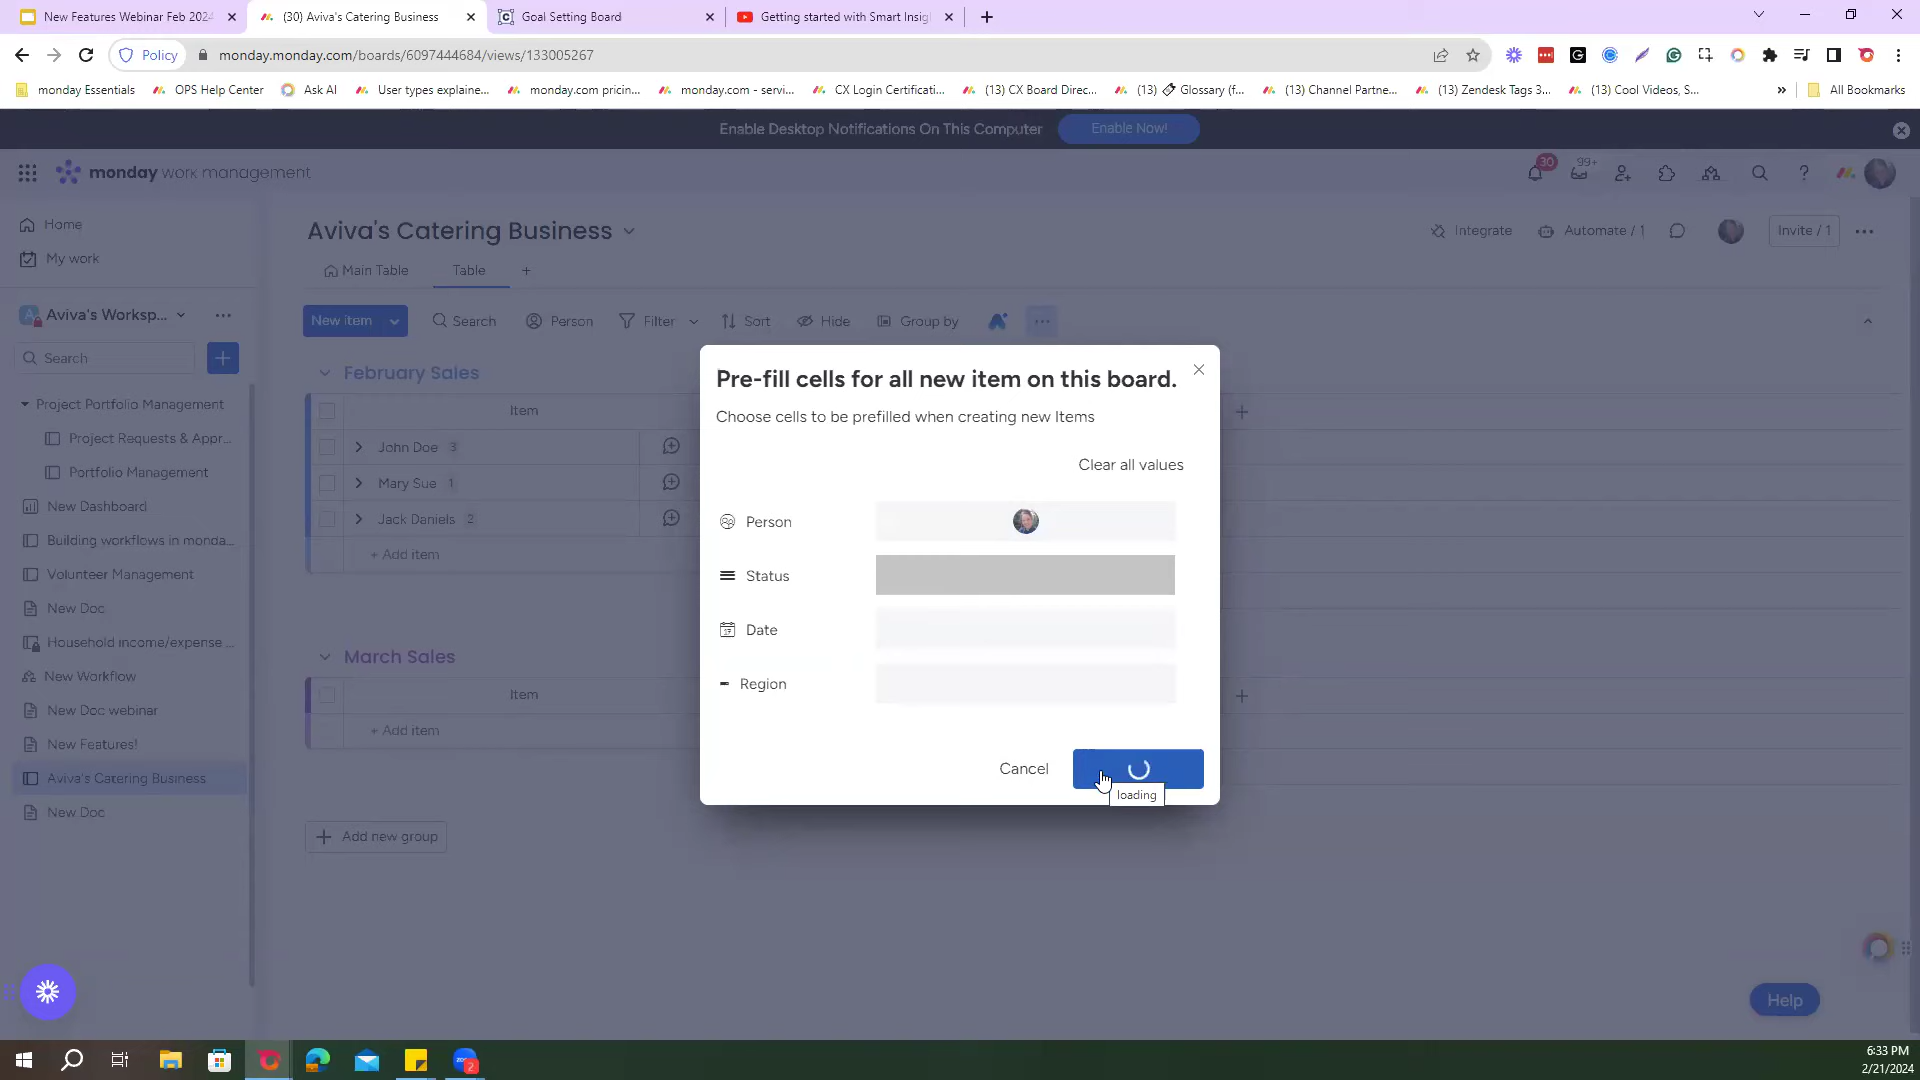 New Features Webinar Feb 2024
(30) Aviva's Catering Business
Goal Setting Board
Getting started with Smart Insig
Policy
monday.monday.com/boards/6097444684/views/133005267
monday Essentials
OPS Help Center
Ask AI
User types explaine...
monday.com pricin...
monday.com - servi...
CX Login Certificati...
(13) CX Board Direc...
(13) Glossary (f...
(13) Channel Partne...
(13) Zendesk Tags 3...
(13) Cool Videos, S...
All Bookmarks
Enable Desktop Notifications On This Computer
Enable Now!
monday work management
30
99+
Home
My work
Aviva's Worksp...
Search
Project Portfolio Management
Project Requests & Appr...
Portfolio Management
New Dashboard
Building workflows in monda...
Volunteer Management
New Doc
Household income/expense ...
New Workflow
New Doc webinar
New Features!
Aviva's Catering Business
New Doc
Aviva's Catering Business
Integrate
Automate / 1
Invite / 1
Main Table
Table
New item
Search
Person
Filter
Sort
Hide
Group by
February Sales
Item
John Doe 3
Mary Sue 1
Jack Daniels 2
+ Add item
March Sales
Item
+ Add item
Add new group
Pre-fill cells for all new item on this board.
Choose cells to be prefilled when creating new Items
Clear all values
Person
Status
Date
Region
Cancel
loading
Help
2
6:33 PM
2/21/2024